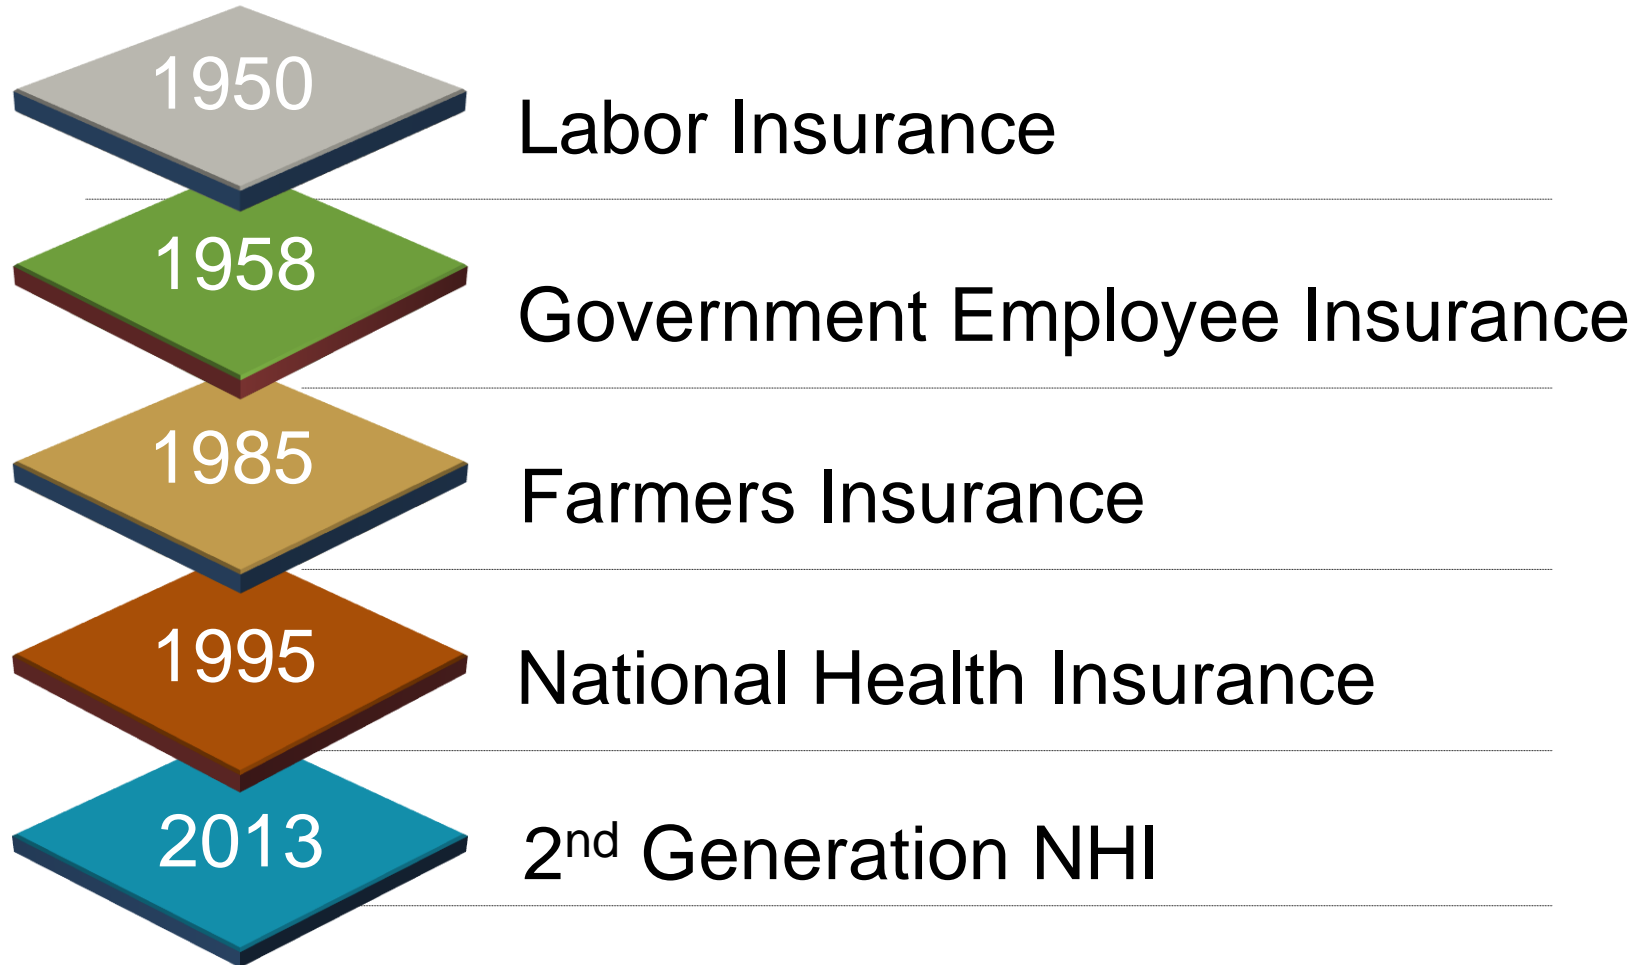 1950
Labor Insurance
1958
Government Employee Insurance
1985
Farmers Insurance
1995
National Health Insurance
2013
2nd Generation NHI